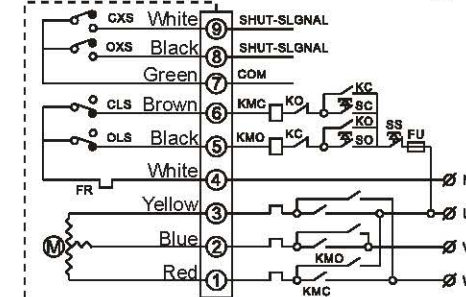 CXS White 9 SHUT-SLGNAL
OXS Black 8 SHUT-SLGNAL
Green 7 COM
CLS Brown 6 KMC KO KC SC
OLS Black 5 KMO KC KO SO SS FU
FR White 4
Yellow 3
M Blue 2 KMO
Red 1 KMC